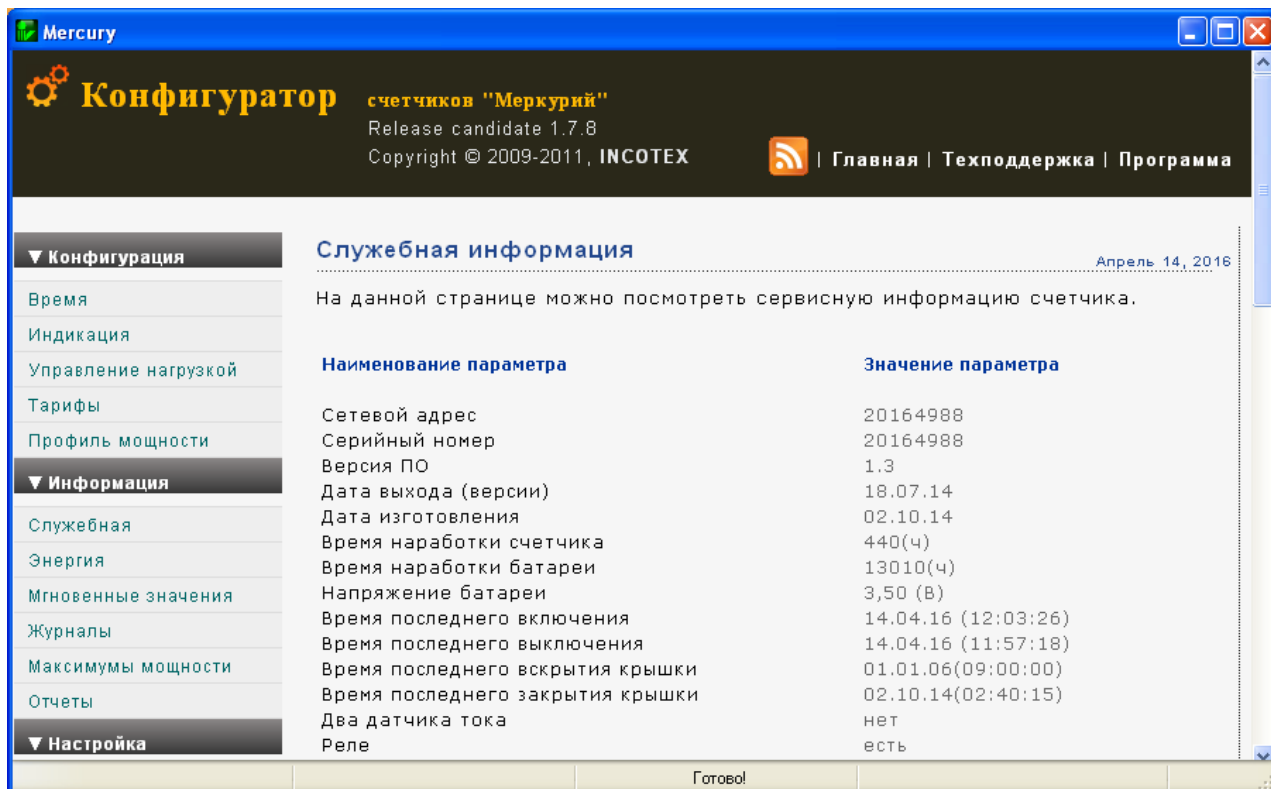 Mercury
Конфигуратор счетчиков "Меркурий"
Release candidate 1.7.8
Copyright © 2009-2011, INCOTEX
| Главная | Техподдержка | Программа
▼ Конфигурация
Время
Индикация
Управление нагрузкой
Тарифы
Профиль мощности
▼ Информация
Служебная
Энергия
Мгновенные значения
Журналы
Максимумы мощности
Отчеты
▼ Настройка
Служебная информация
Апрель 14, 2016
На данной странице можно посмотреть сервисную информацию счетчика.
Наименование параметра Значение параметра
Сетевой адрес 20164988
Серийный номер 20164988
Версия ПО 1.3
Дата выхода (версии) 18.07.14
Дата изготовления 02.10.14
Время наработки счетчика 440(ч)
Время наработки батареи 13010(ч)
Напряжение батареи 3,50 (В)
Время последнего включения 14.04.16 (12:03:26)
Время последнего выключения 14.04.16 (11:57:18)
Время последнего вскрытия крышки 01.01.06(09:00:00)
Время последнего закрытия крышки 02.10.14(02:40:15)
Два датчика тока нет
Реле есть
Готово!